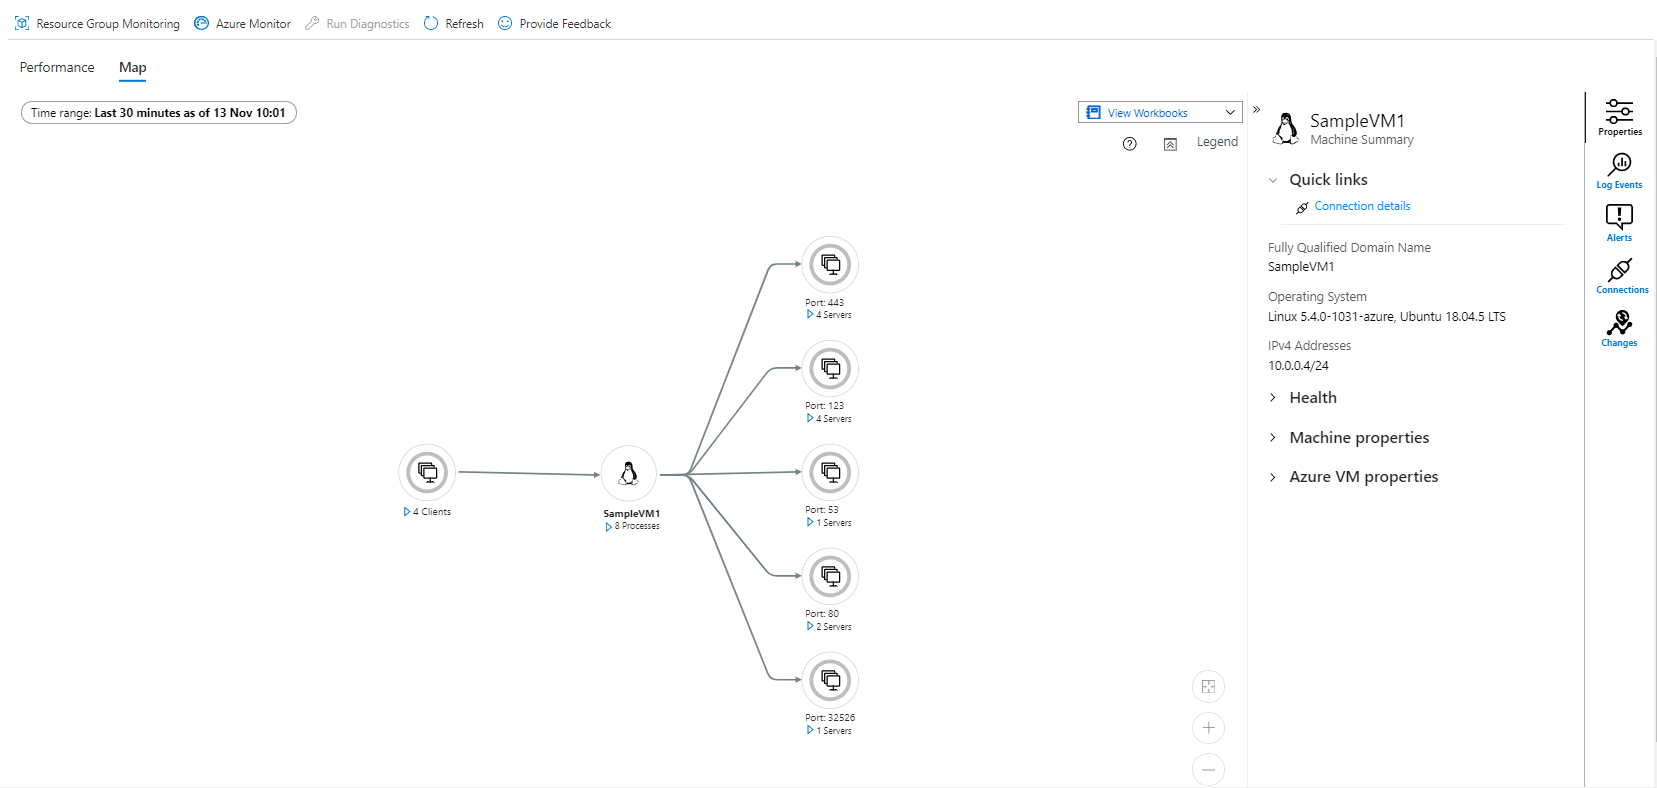 Resource Group Monitoring Azure Monitor Run Diagnostics Refresh Provide Feedback
Performance Map
Time range: Last 30 minutes as of 13 Nov 10:01
View Workbooks
Legend
4 Clients
SampleVM1
8 Processes
Port: 443
4 Servers
Port: 123
4 Servers
Port: 53
1 Servers
Port: 80
2 Servers
Port: 32526
1 Servers
SampleVM1
Machine Summary
Quick links
Connection details
Fully Qualified Domain Name
SampleVM1
Operating System
Linux 5.4.0-1031-azure, Ubuntu 18.04.5 LTS
IPv4 Addresses
10.0.0.4/24
Health
Machine properties
Azure VM properties
Properties
Log Events
Alerts
Connections
Changes